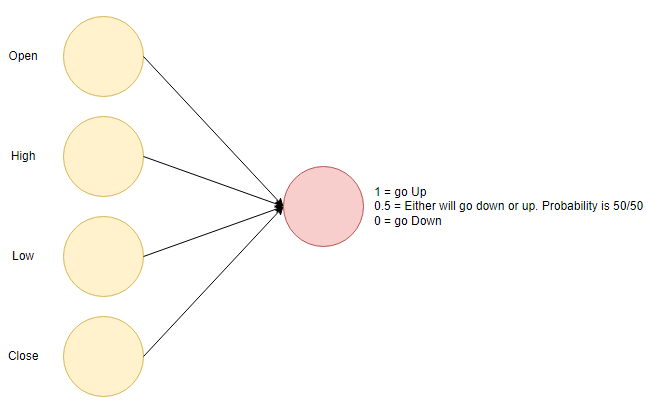 Open
High
Low
Close
1 = go Up
0.5 = Either will go down or up. Probability is 50/50
0 = go Down